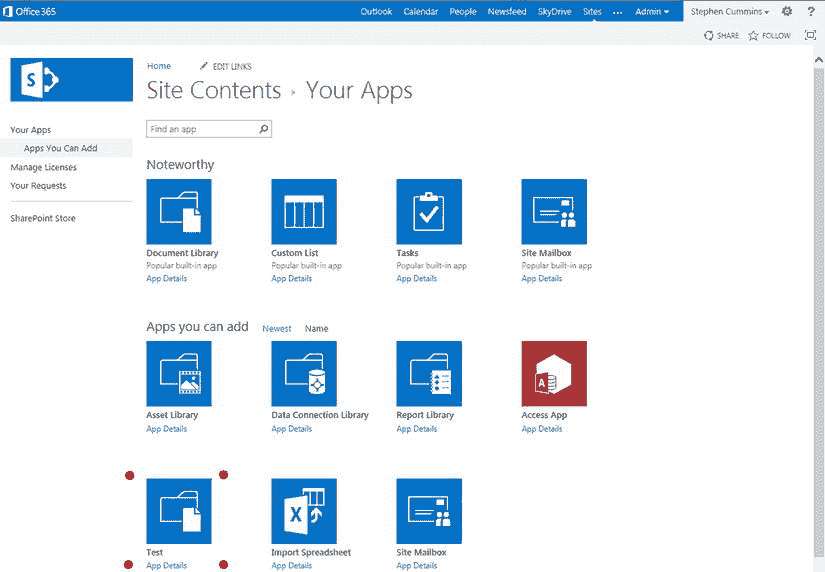 Office 365 Outlook Calendar People Newsfeed SkyDrive Sites ... Admin Stephen Cummins ?
SHARE FOLLOW
S
Home EDIT LINKS
Site Contents › Your Apps
Find an app
Your Apps
Apps You Can Add
Manage Licenses
Your Requests
SharePoint Store
Noteworthy
Document Library Custom List Tasks Site Mailbox
Popular built-in app Popular built-in app Popular built-in app Popular built-in app
App Details App Details App Details App Details
Apps you can add Newest Name
A
Asset Library Data Connection Library Report Library Access App
App Details App Details App Details App Details
X
Test Import Spreadsheet Site Mailbox
App Details App Details App Details